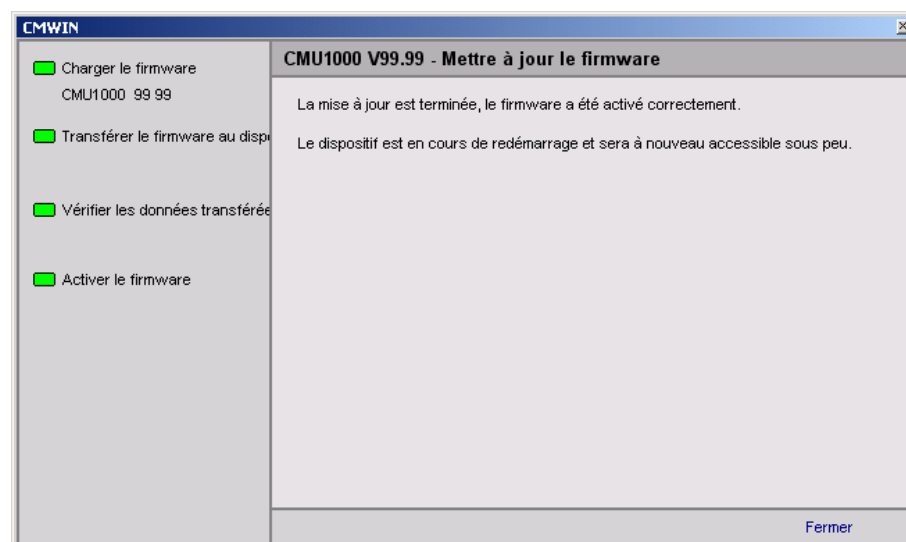 CMWIN
Charger le firmware
CMU1000 99 99
Transférer le firmware au
Vérifier les données
Activer le firmware
CMU1000 V99.99 - Mettre à jour le firmware
La mise à jour est terminée, le firmware a été activé correctement.
Le dispositif est en cours de redémarrage et sera à nouveau accessible sous peu.
Fermer